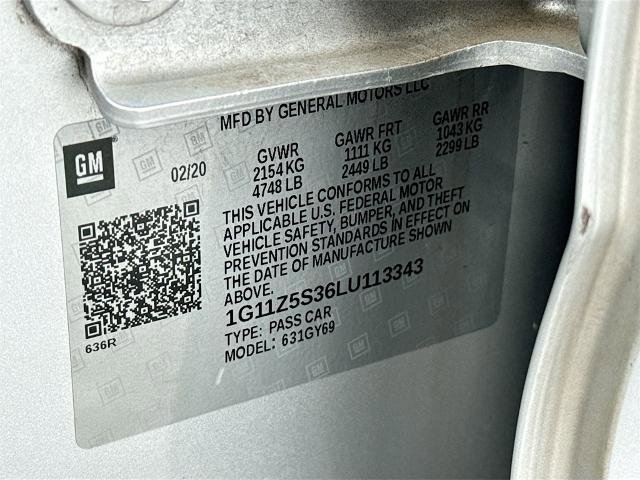 MFD BY GENERAL MOTORS LLC
GM
02/20
GVWR
2154 KG
4748 LB
GAWR FRT
1111 KG
2449 LB
GAWR RR
1043 KG
2299 LB
THIS VEHICLE CONFORMS TO ALL
APPLICABLE U.S. FEDERAL MOTOR
VEHICLE SAFETY, BUMPER, AND THEFT
PREVENTION STANDARDS IN EFFECT ON
THE DATE OF MANUFACTURE SHOWN
ABOVE.
1G11Z5S36LU113343
TYPE: PASS CAR
MODEL: 631GY69
636R